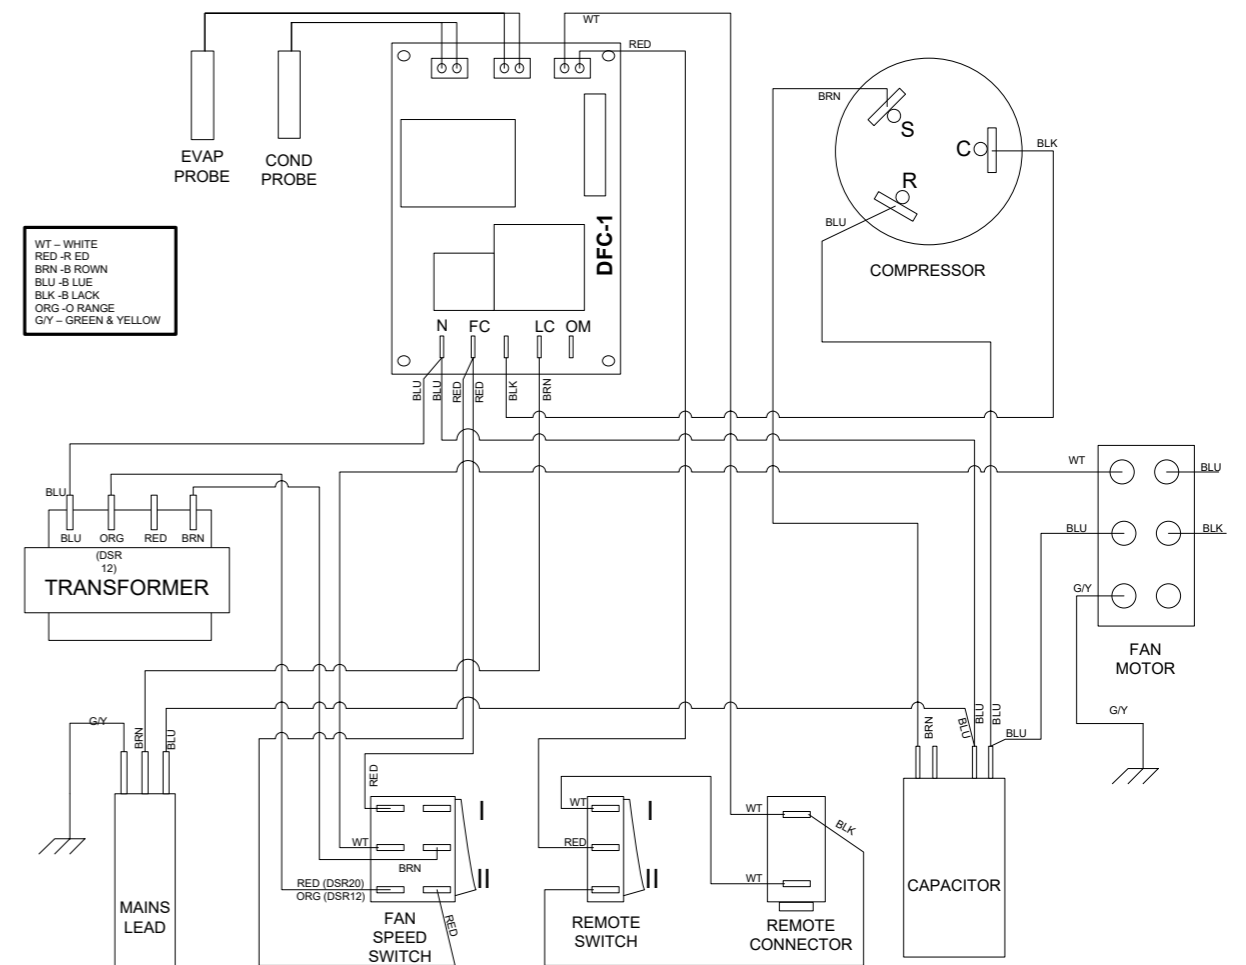 WT
RED
EVAP
PROBE
COND
PROBE
BRN
S
C
BLK
R
BLU
COMPRESSOR
DFC-1
WT – WHITE
RED -R ED
BRN -B ROWN
BLU -B LUE
BLK -B LACK
ORG -O RANGE
G/Y – GREEN & YELLOW
N FC LC OM
BLU
BLU
RED
RED
BLK
BRN
WT
BLU
BLU
BLK
G/Y
FAN
MOTOR
G/Y
BLU
BLU ORG RED BRN
(DSR
12)
TRANSFORMER
G/Y
BRN
BLU
MAINS
LEAD
RED
I
WT
BRN
RED (DSR20)
ORG (DSR12)
II
RED
FAN
SPEED
SWITCH
WT
I
RED
II
REMOTE
SWITCH
WT
BLK
WT
REMOTE
CONNECTOR
BRN
BLU
BLU
BLU
BLU
CAPACITOR